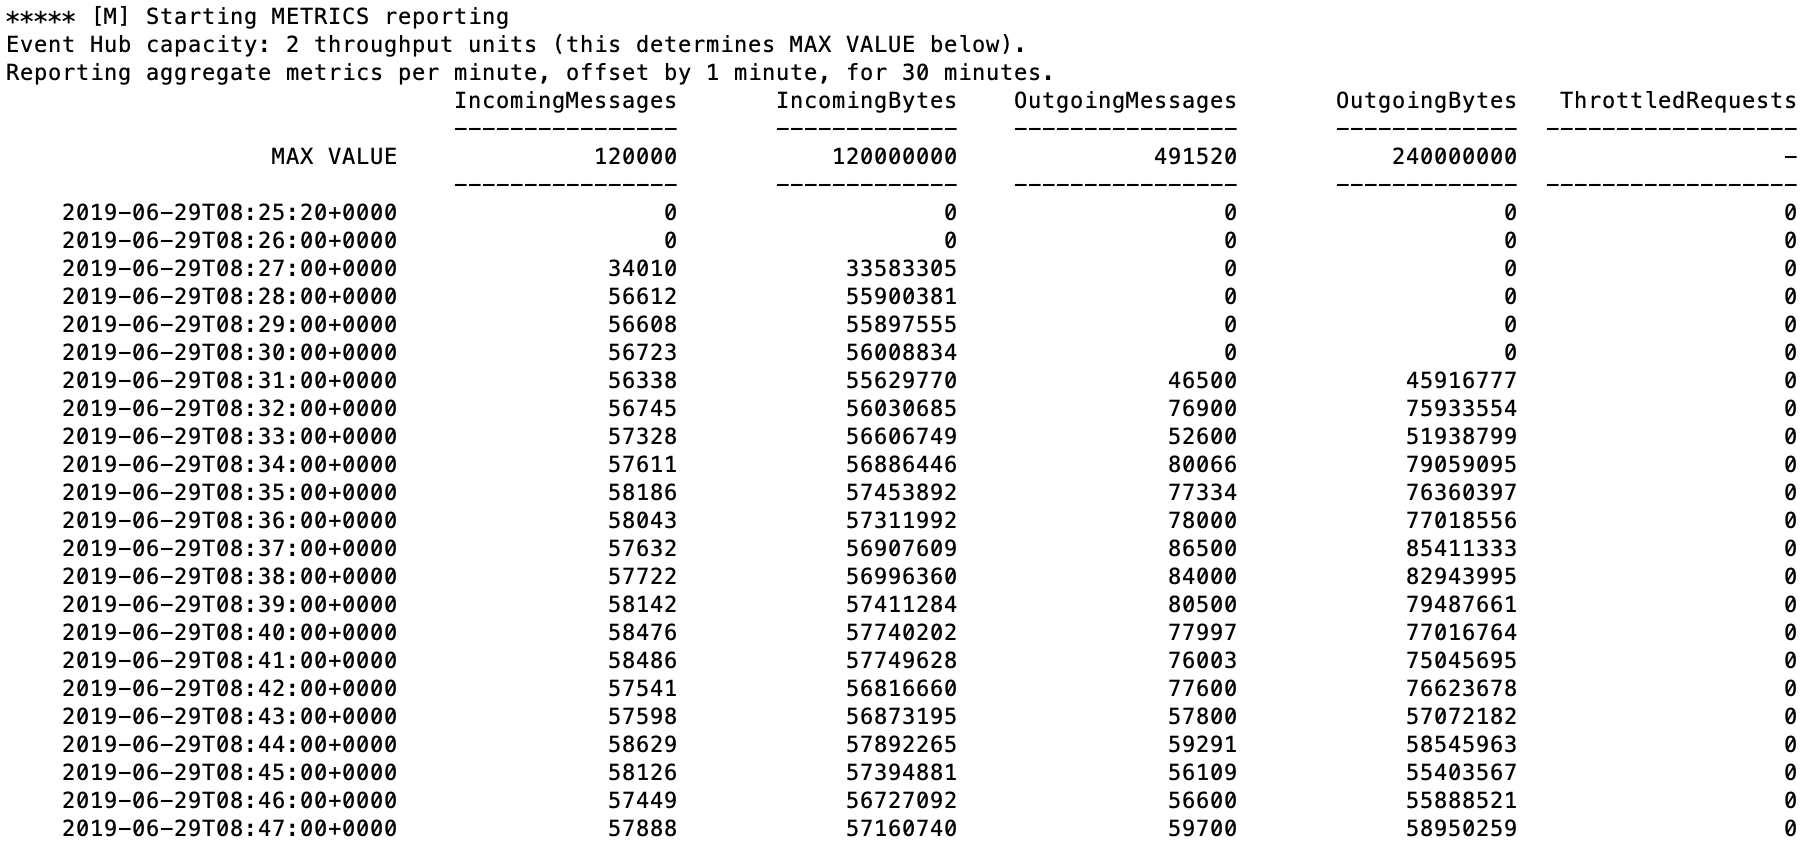 ***** [M] Starting METRICS reporting
Event Hub capacity: 2 throughput units (this determines MAX VALUE below).
Reporting aggregate metrics per minute, offset by 1 minute, for 30 minutes.
IncomingMessages IncomingBytes OutgoingMessages OutgoingBytes ThrottledRequests
---------------- ------------- ---------------- ------------- ------------------
MAX VALUE 120000 120000000 491520 240000000 -
---------------- ------------- ---------------- ------------- ------------------
2019-06-29T08:25:20+0000 0 0 0 0 0
2019-06-29T08:26:00+0000 0 0 0 0 0
2019-06-29T08:27:00+0000 34010 33583305 0 0 0
2019-06-29T08:28:00+0000 56612 55900381 0 0 0
2019-06-29T08:29:00+0000 56608 55897555 0 0 0
2019-06-29T08:30:00+0000 56723 56008834 0 0 0
2019-06-29T08:31:00+0000 56338 55629770 46500 45916777 0
2019-06-29T08:32:00+0000 56745 56030685 76900 75933554 0
2019-06-29T08:33:00+0000 57328 56606749 52600 51938799 0
2019-06-29T08:34:00+0000 57611 56886446 80066 79059095 0
2019-06-29T08:35:00+0000 58186 57453892 77334 76360397 0
2019-06-29T08:36:00+0000 58043 57311992 78000 77018556 0
2019-06-29T08:37:00+0000 57632 56907609 86500 85411333 0
2019-06-29T08:38:00+0000 57722 56996360 84000 82943995 0
2019-06-29T08:39:00+0000 58142 57411284 80500 79487661 0
2019-06-29T08:40:00+0000 58476 57740202 77997 77016764 0
2019-06-29T08:41:00+0000 58486 57749628 76003 75045695 0
2019-06-29T08:42:00+0000 57541 56816660 77600 76623678 0
2019-06-29T08:43:00+0000 57598 56873195 57800 57072182 0
2019-06-29T08:44:00+0000 58629 57892265 59291 58545963 0
2019-06-29T08:45:00+0000 58126 57394881 56109 55403567 0
2019-06-29T08:46:00+0000 57449 56727092 56600 55888521 0
2019-06-29T08:47:00+0000 57888 57160740 59700 58950259 0